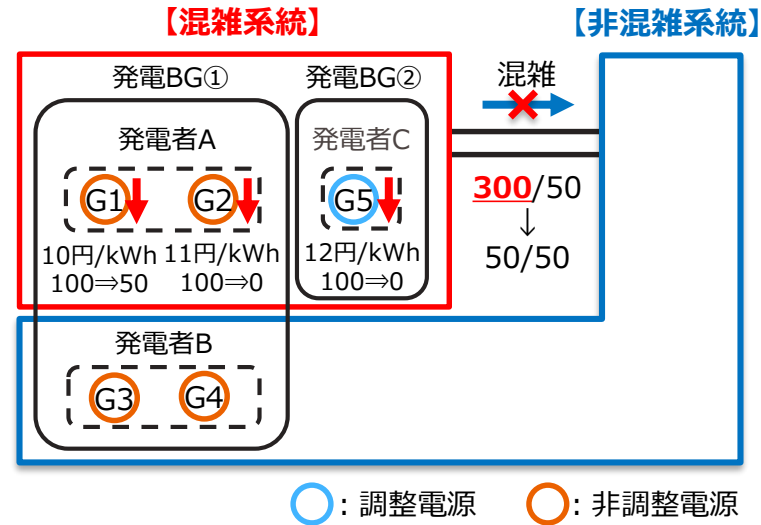 【混雑系統】
【非混雑系統】
発電BG①
発電BG②
混雑
発電者A
発電者C
G1
G2
G5
300/50
↓
50/50
10円/kWh
11円/kWh
12円/kWh
100⇒50
100⇒0
100⇒0
発電者B
G3
G4
：調整電源
：非調整電源